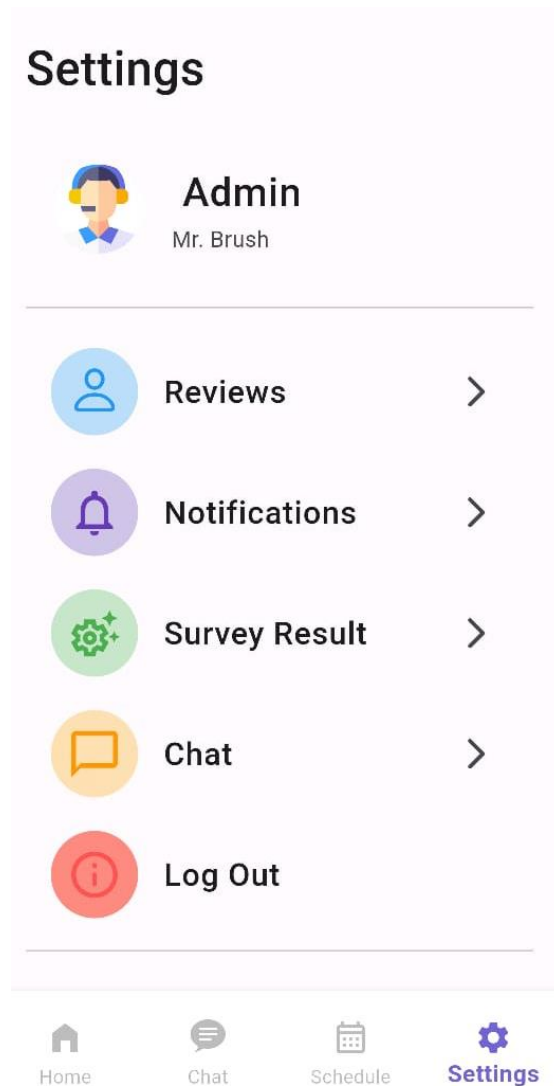 Settings
Admin
Mr. Brush
Reviews
Notifications
Survey Result
Chat
Log Out
Home
Chat
Schedule
Settings